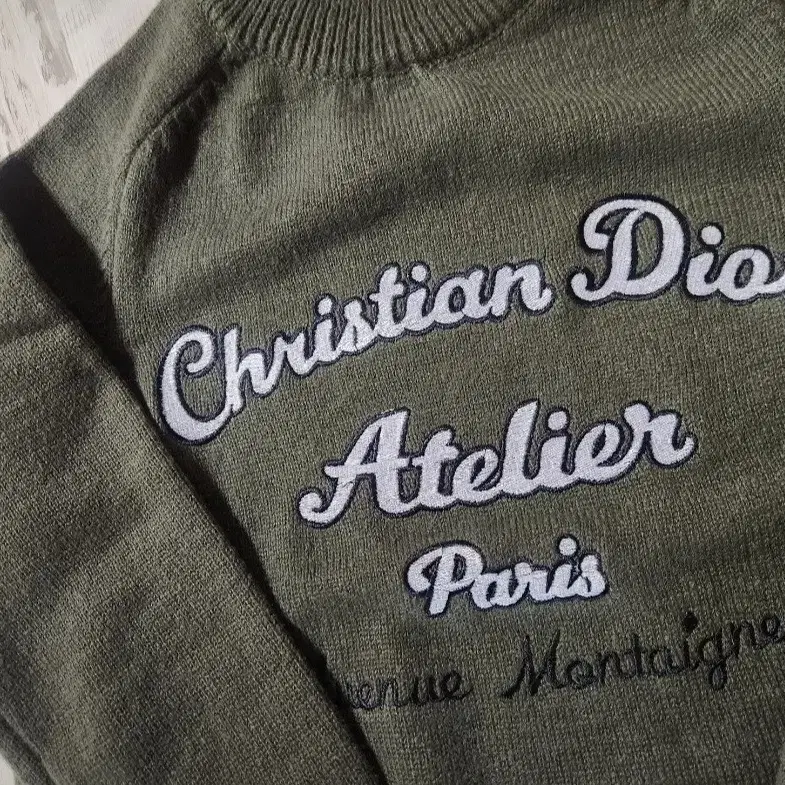 Christian Dio
Atelier
Paris
venue Montaigne